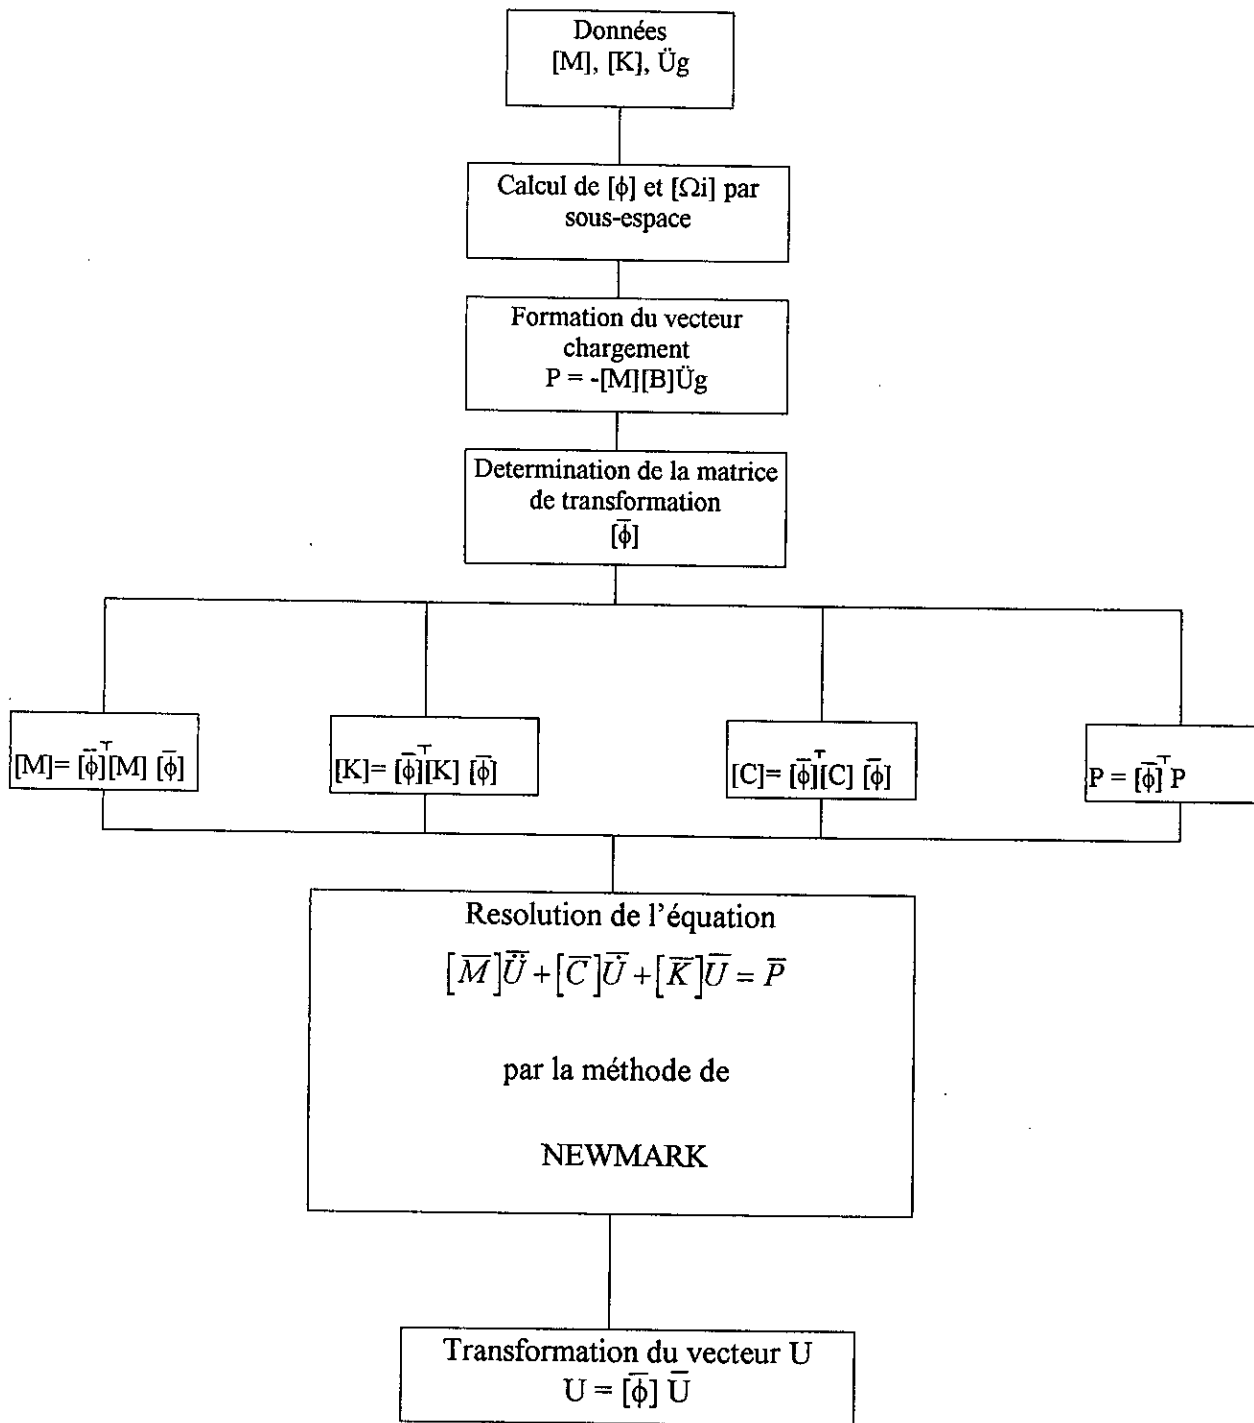 Données
[M], [K], Üg
Calcul de [ϕ] et [Ωi] par
sous-espace
Formation du vecteur
chargement
P = -[M][B]Üg
Determination de la matrice
de transformation
[ϕ̅]
[M]= [ϕ̅]ᵀ[M] [ϕ̅]
[K]= [ϕ̅]ᵀ[K] [ϕ̅]
[C]= [ϕ̅]ᵀ[C] [ϕ̅]
P = [ϕ̅]ᵀ P
Resolution de l'équation
[M̅]Ü̅ + [C̅]U̇̅ + [K̅]U̅ = P̅
par la méthode de
NEWMARK
Transformation du vecteur U
U = [ϕ̅] U̅